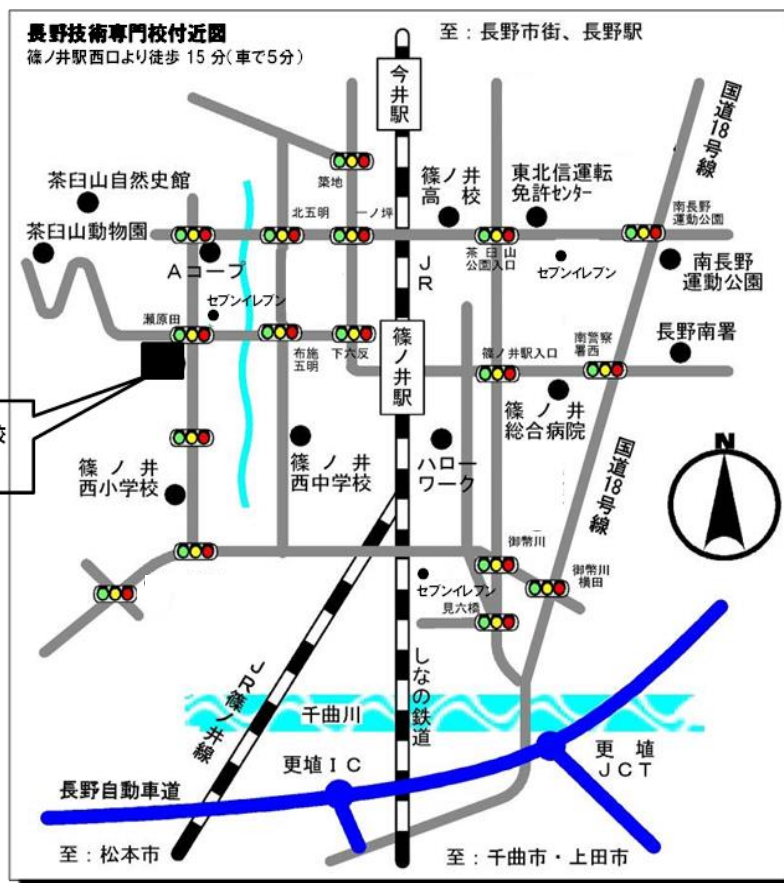 長野技術専門校付近図
篠ノ井駅西口より徒歩 15 分(車で5分)
至：長野市街、長野駅
今井駅
国道18号線
築地
篠ノ井
高校
東北信運転
免許センター
茶臼山自然史館
北五明
一ノ坪
南長野
運動公園
茶臼山動物園
Aコープ
JR
茶臼山
公園入口
セブンイレブン
南長野
運動公園
セブンイレブン
瀬原田
布施
五明
下六反
篠ノ井駅
篠ノ井駅入口
南警察
署西
長野南署
校
篠ノ井
総合病院
篠ノ井
西小学校
篠ノ井
西中学校
ハロー
ワーク
国道18号線
N
御幣川
御幣川
横田
セブンイレブン
見六橋
JR篠ノ井線
しなの鉄道
千曲川
更埴IC
更埴
JCT
長野自動車道
至：松本市
至：千曲市・上田市